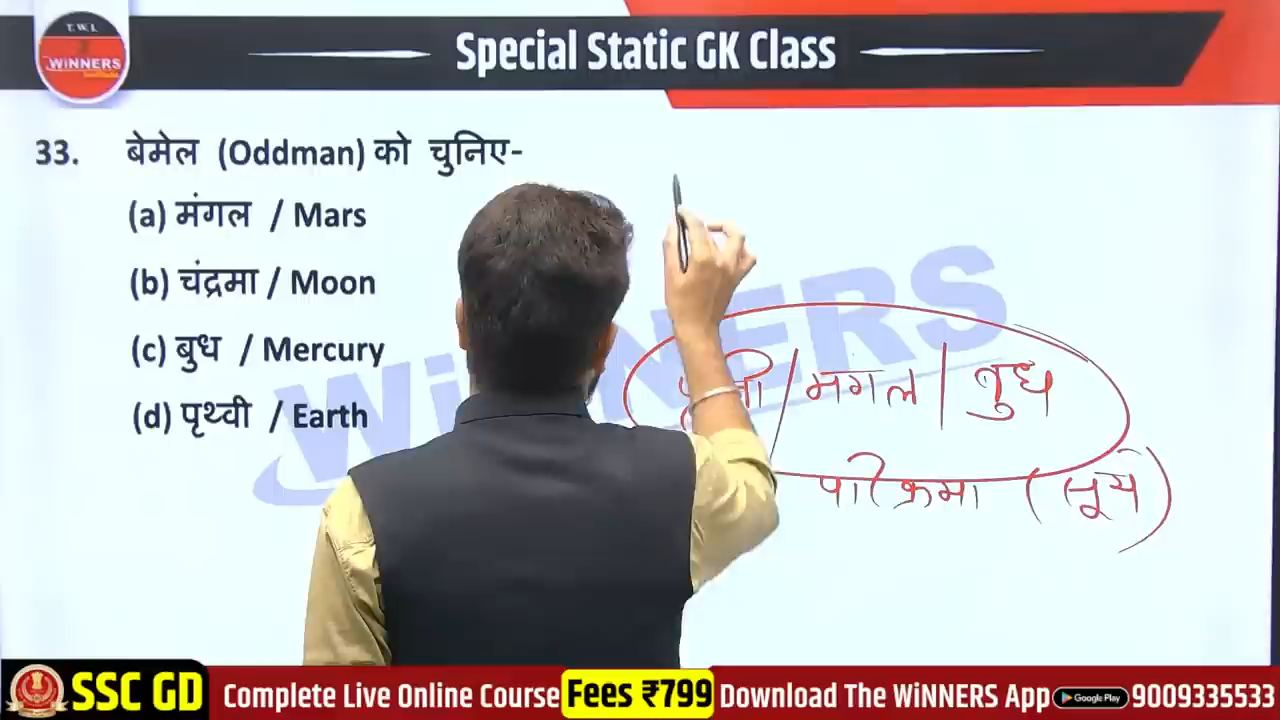 T.W.I.
WiNNERS
Special Static GK Class
33. बेमेल (Oddman) को चुनिए-
(a) मंगल / Mars
(b) चंद्रमा / Moon
(c) बुध / Mercury
(d) पृथ्वी / Earth
WiNNERS
/ मंगल | बुध
परिक्रमा (सूर्य)
SSC GD Complete Live Online Course Fees ₹799 Download The WiNNERS App Google Play 9009335533